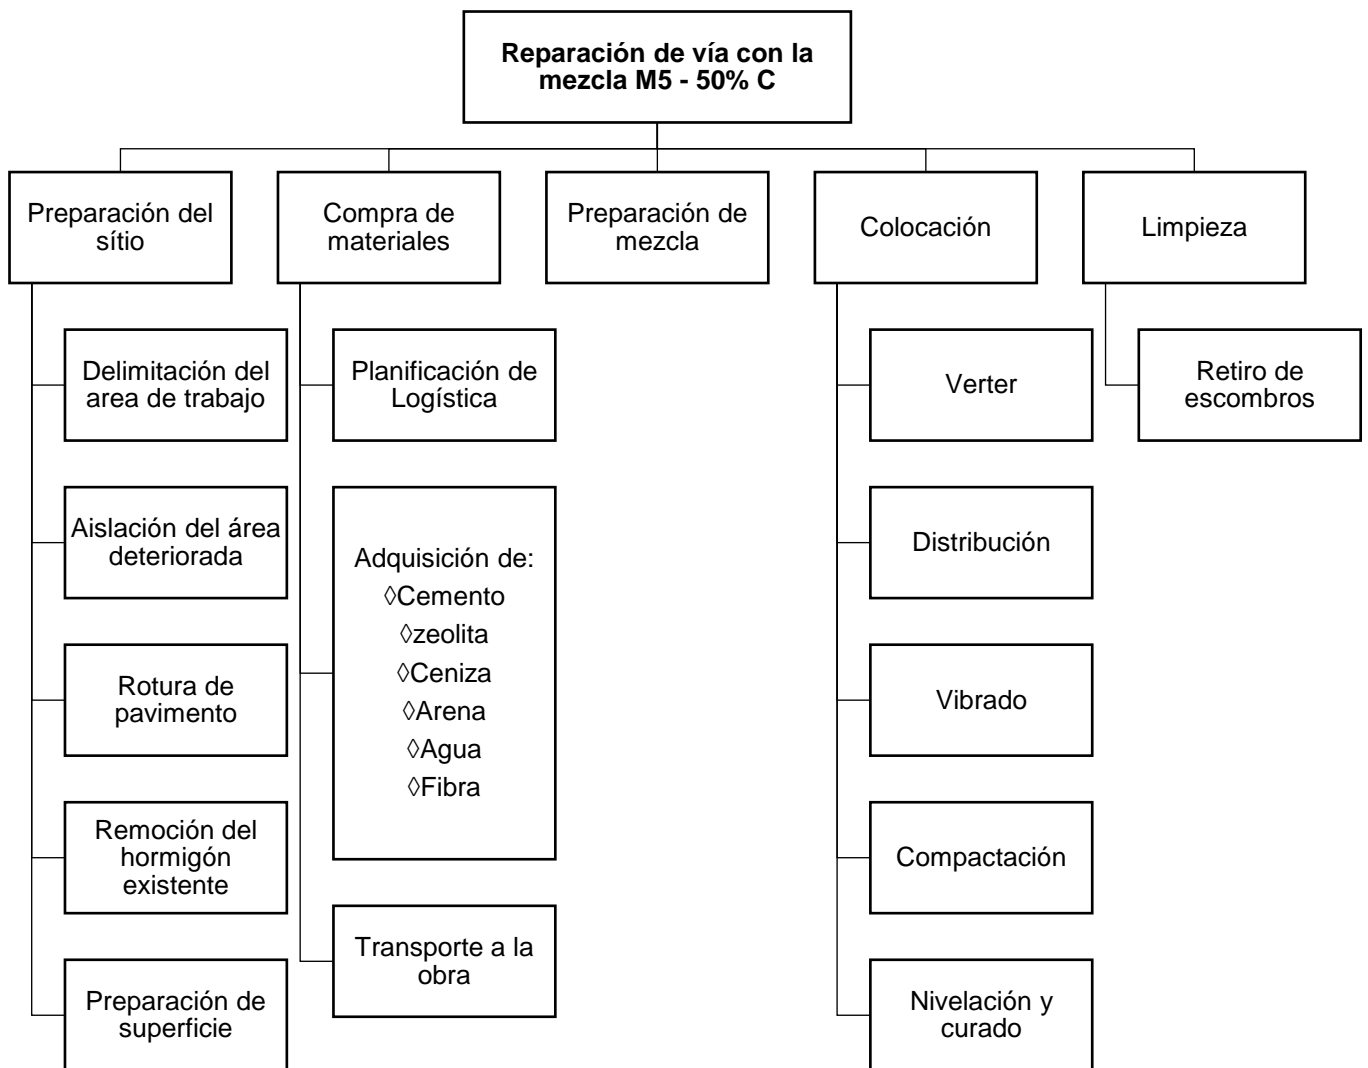 Reparación de vía con la
mezcla M5 - 50% C
Preparación del
sítio
Delimitación del
area de trabajo
Aislación del área
deteriorada
Rotura de
pavimento
Remoción del
hormigón
existente
Preparación de
superficie
Compra de
materiales
Planificación de
Logística
Adquisición de:
◊Cemento
◊zeolita
◊Ceniza
◊Arena
◊Agua
◊Fibra
Transporte a la
obra
Preparación de
mezcla
Colocación
Verter
Distribución
Vibrado
Compactación
Nivelación y
curado
Limpieza
Retiro de
escombros